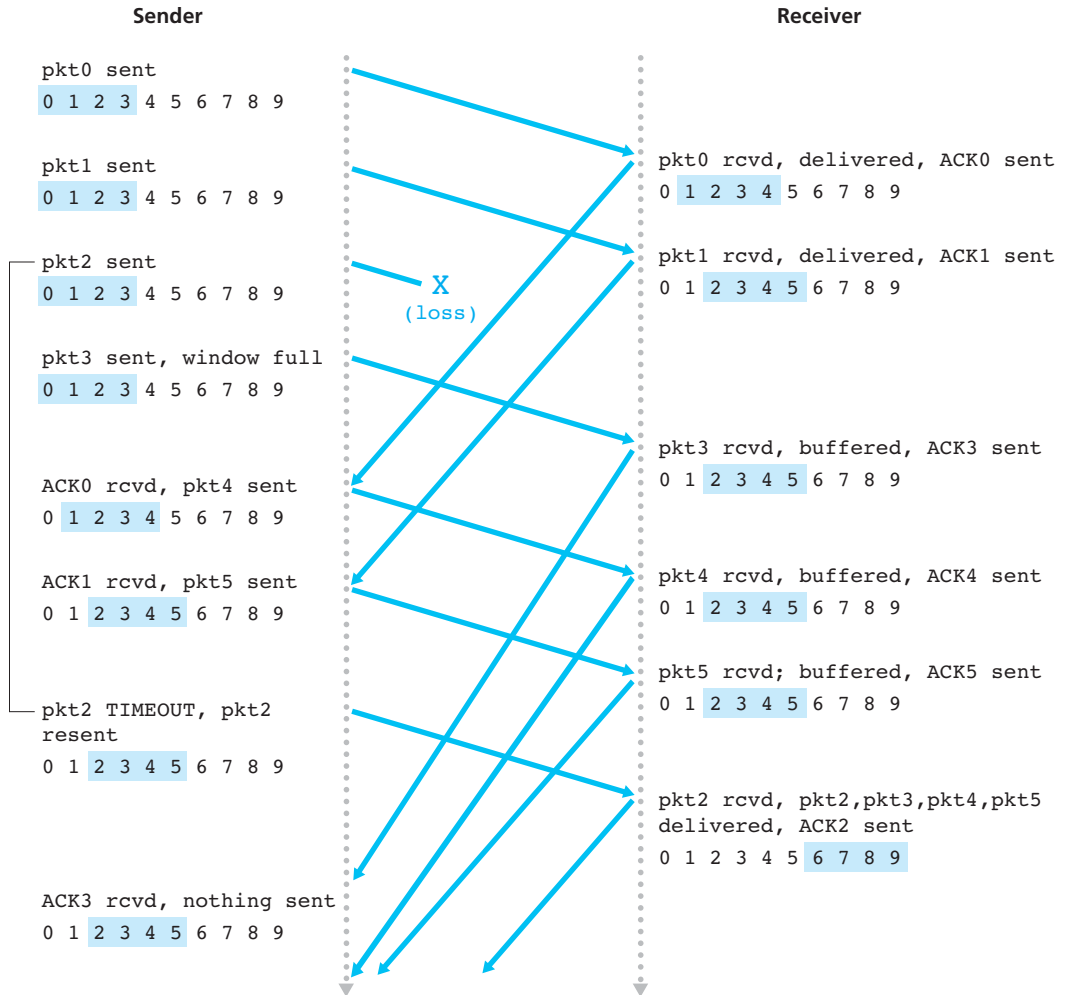 Sender
Receiver
pkt0 sent
0 1 2 3 4 5 6 7 8 9
pkt0 rcvd, delivered, ACK0 sent
0 1 2 3 4 5 6 7 8 9
pkt1 sent
0 1 2 3 4 5 6 7 8 9
pkt1 rcvd, delivered, ACK1 sent
0 1 2 3 4 5 6 7 8 9
pkt2 sent
0 1 2 3 4 5 6 7 8 9
X
(loss)
pkt3 sent, window full
0 1 2 3 4 5 6 7 8 9
pkt3 rcvd, buffered, ACK3 sent
0 1 2 3 4 5 6 7 8 9
ACK0 rcvd, pkt4 sent
0 1 2 3 4 5 6 7 8 9
pkt4 rcvd, buffered, ACK4 sent
0 1 2 3 4 5 6 7 8 9
ACK1 rcvd, pkt5 sent
0 1 2 3 4 5 6 7 8 9
pkt5 rcvd; buffered, ACK5 sent
0 1 2 3 4 5 6 7 8 9
pkt2 TIMEOUT, pkt2
resent
0 1 2 3 4 5 6 7 8 9
pkt2 rcvd, pkt2,pkt3,pkt4,pkt5
delivered, ACK2 sent
0 1 2 3 4 5 6 7 8 9
ACK3 rcvd, nothing sent
0 1 2 3 4 5 6 7 8 9